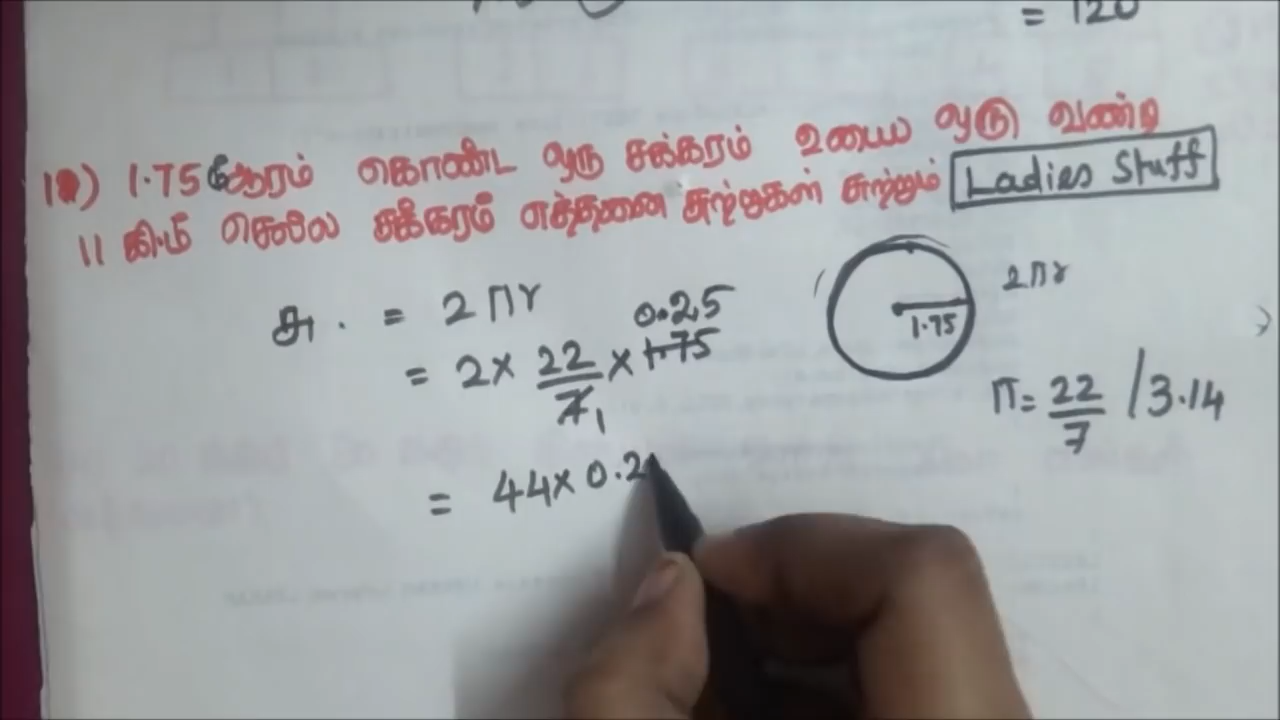 = 120
10) 1.75 மீ ஆரம் கொண்ட ஒரு சக்கரம் உடைய ஒரு வண்டி
11 கி.மீ செல்ல சக்கரம் எத்தனை சுற்றுகள் சுற்றும்
Ladies Stuff
சு. = 2πr
0.25
= 2 × 22/7 1 × 1.75
= 44 × 0.2
1.75
2πr
π = 22/7 / 3.14